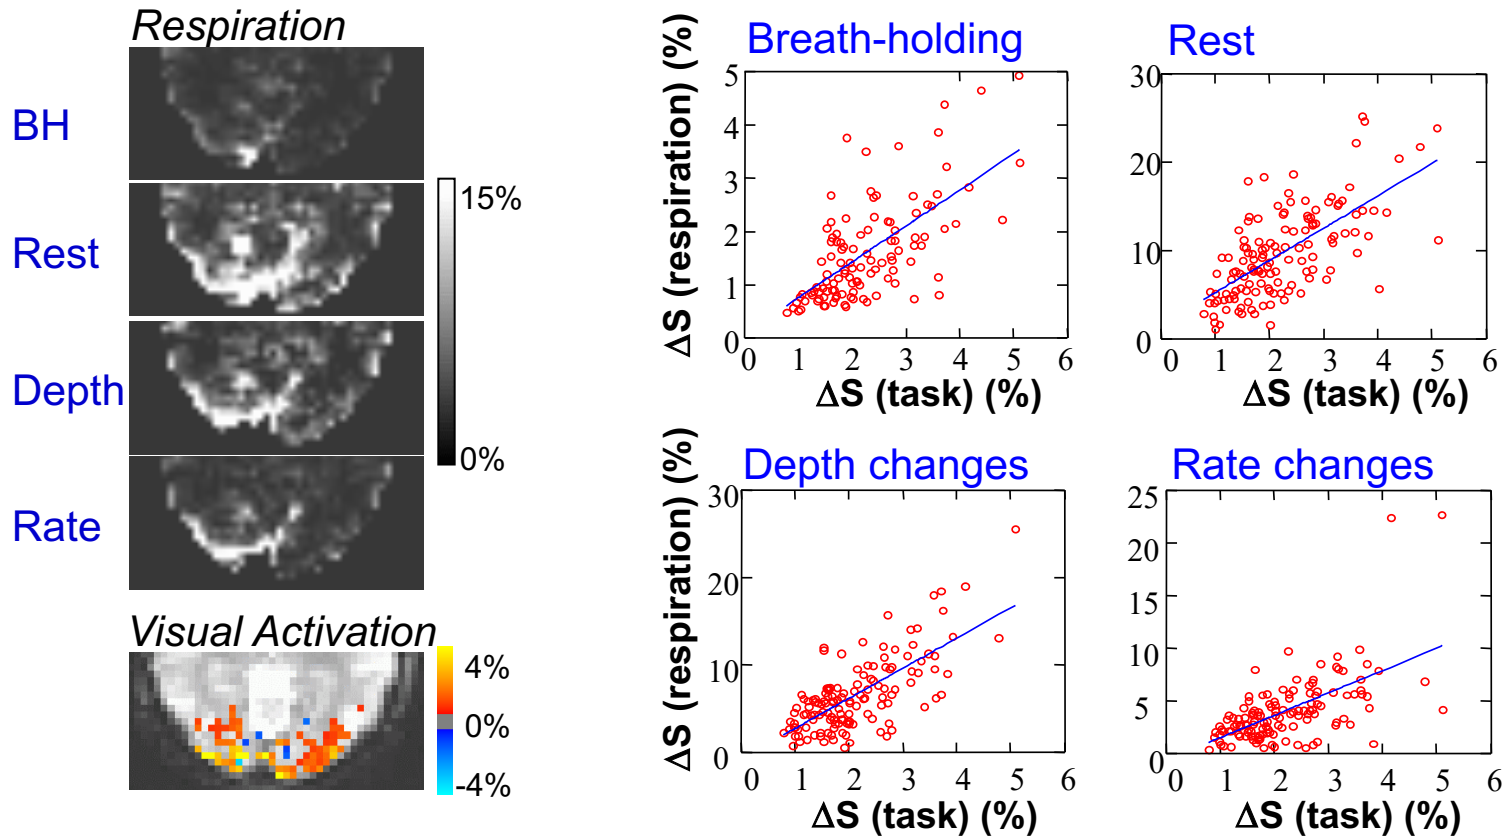 Respiration
BH
Rest
Depth
Rate
15%
0%
Visual Activation
4%
0%
-4%
Breath-holding
ΔS (respiration) (%)
5
4
3
2
1
0
0 1 2 3 4 5 6
ΔS (task) (%)
Rest
30
20
10
0
0 1 2 3 4 5 6
ΔS (task) (%)
Depth changes
ΔS (respiration) (%)
30
20
10
0
0 1 2 3 4 5 6
ΔS (task) (%)
Rate changes
25
20
15
10
5
0
0 1 2 3 4 5 6
ΔS (task) (%)